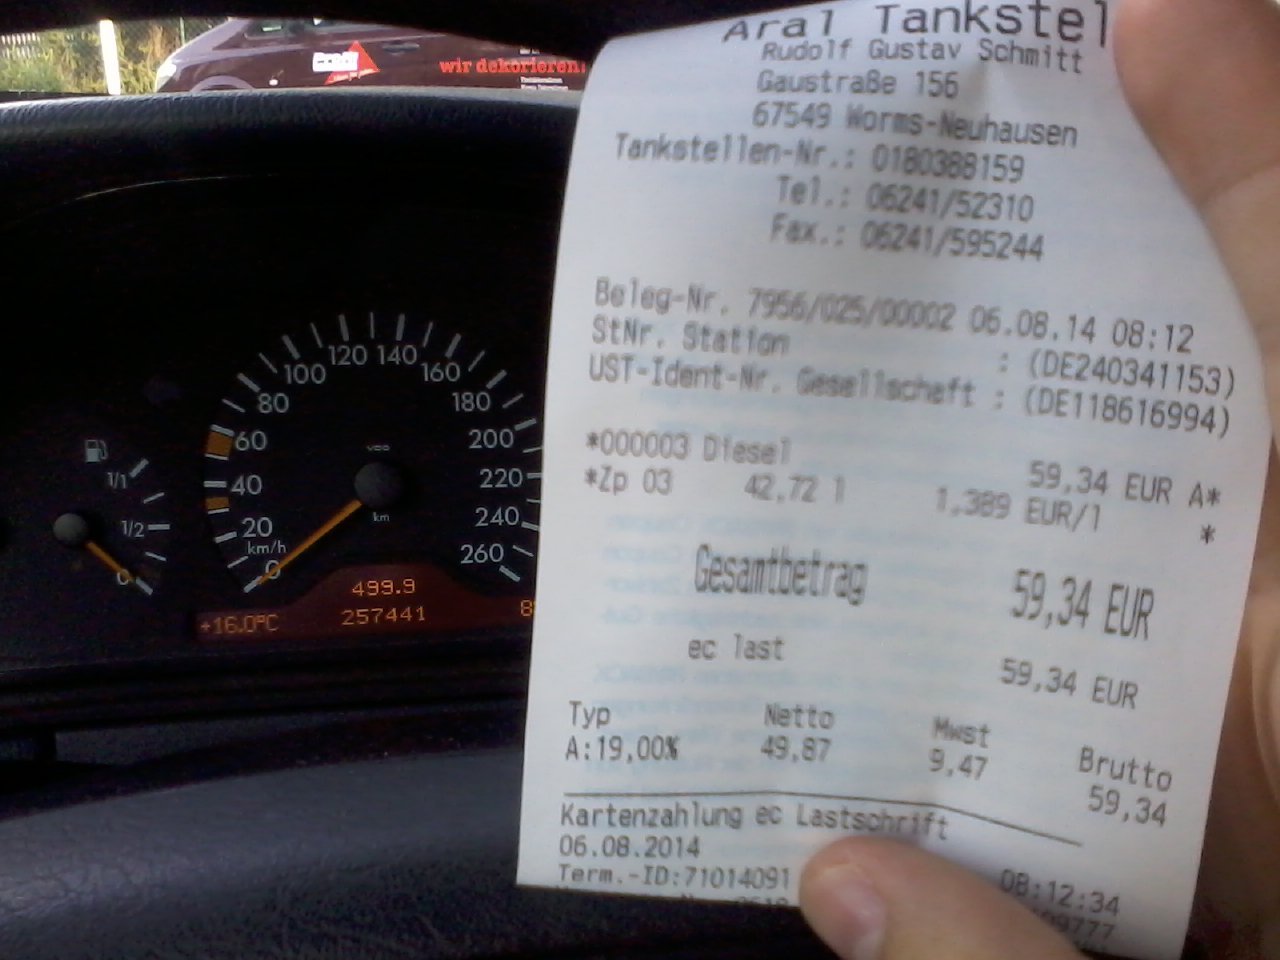 wir dekorieren.
Aral Tankstel
Rudolf Gustav Schmitt
Gaustraße 156
67549 Worms-Neuhausen
Tankstellen-Nr.: 0180388159
Tel.: 06241/52310
Fax.: 06241/595244
Beleg-Nr. 7956/025/00002 06.08.14 08:12
StNr. Station : (DE240341153)
UST-Ident-Nr. Gesellschaft : (DE118616994)
*000003 Diesel 59,34 EUR A*
*Zp 03 42,72 l 1,389 EUR/l *
Gesamtbetrag 59,34 EUR
ec last 59,34 EUR
Typ Netto Mwst Brutto
A:19,00% 49,87 9,47 59,34
Kartenzahlung ec Lastschrift
06.08.2014 08:12:34
Term.-ID:71014091
1/1
1/2
0
0
20
40
60
80
100
120
140
160
180
200
220
240
260
vdo
km
km/h
499.9
257441
+16.0°C
8